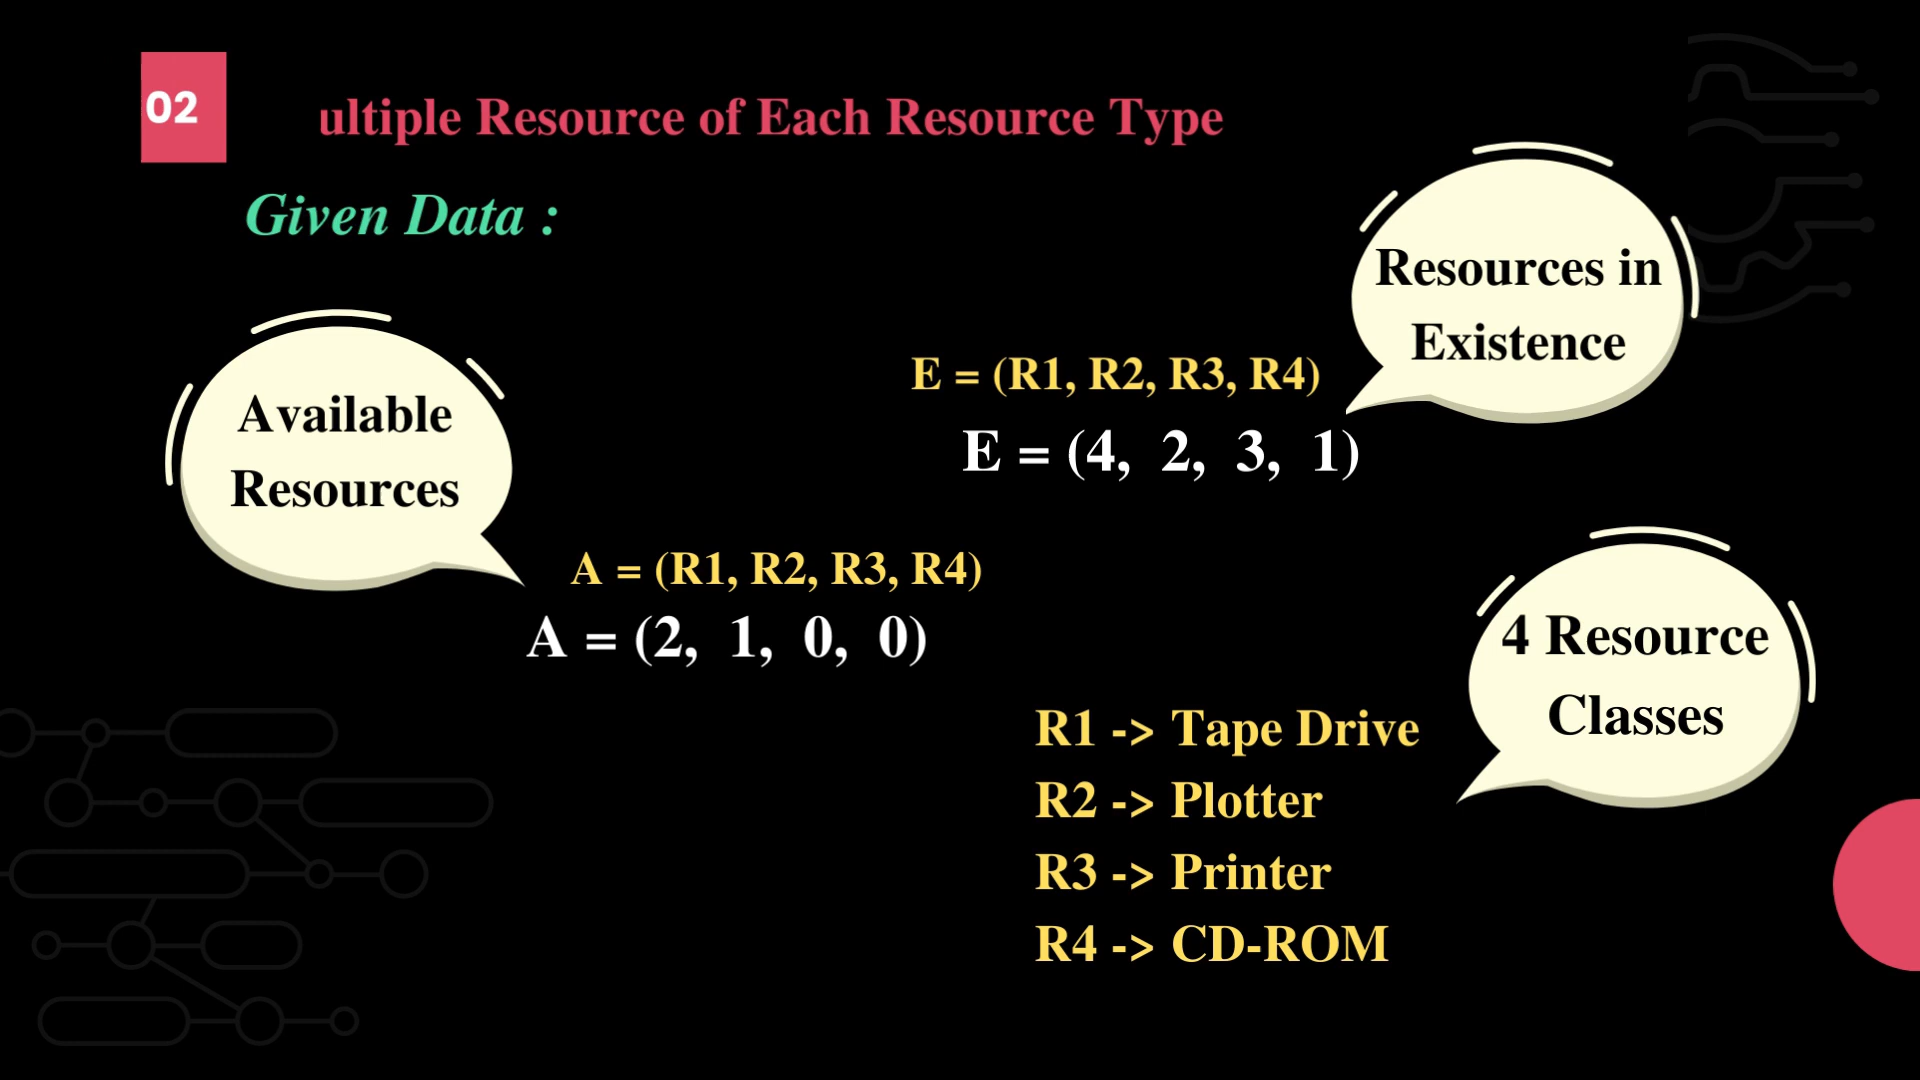 02
ultiple Resource of Each Resource Type
Given Data :
Resources in
Existence
E = (R1, R2, R3, R4)
E = (4, 2, 3, 1)
Available
Resources
A = (R1, R2, R3, R4)
A = (2, 1, 0, 0)
4 Resource
Classes
R1 -> Tape Drive
R2 -> Plotter
R3 -> Printer
R4 -> CD-ROM